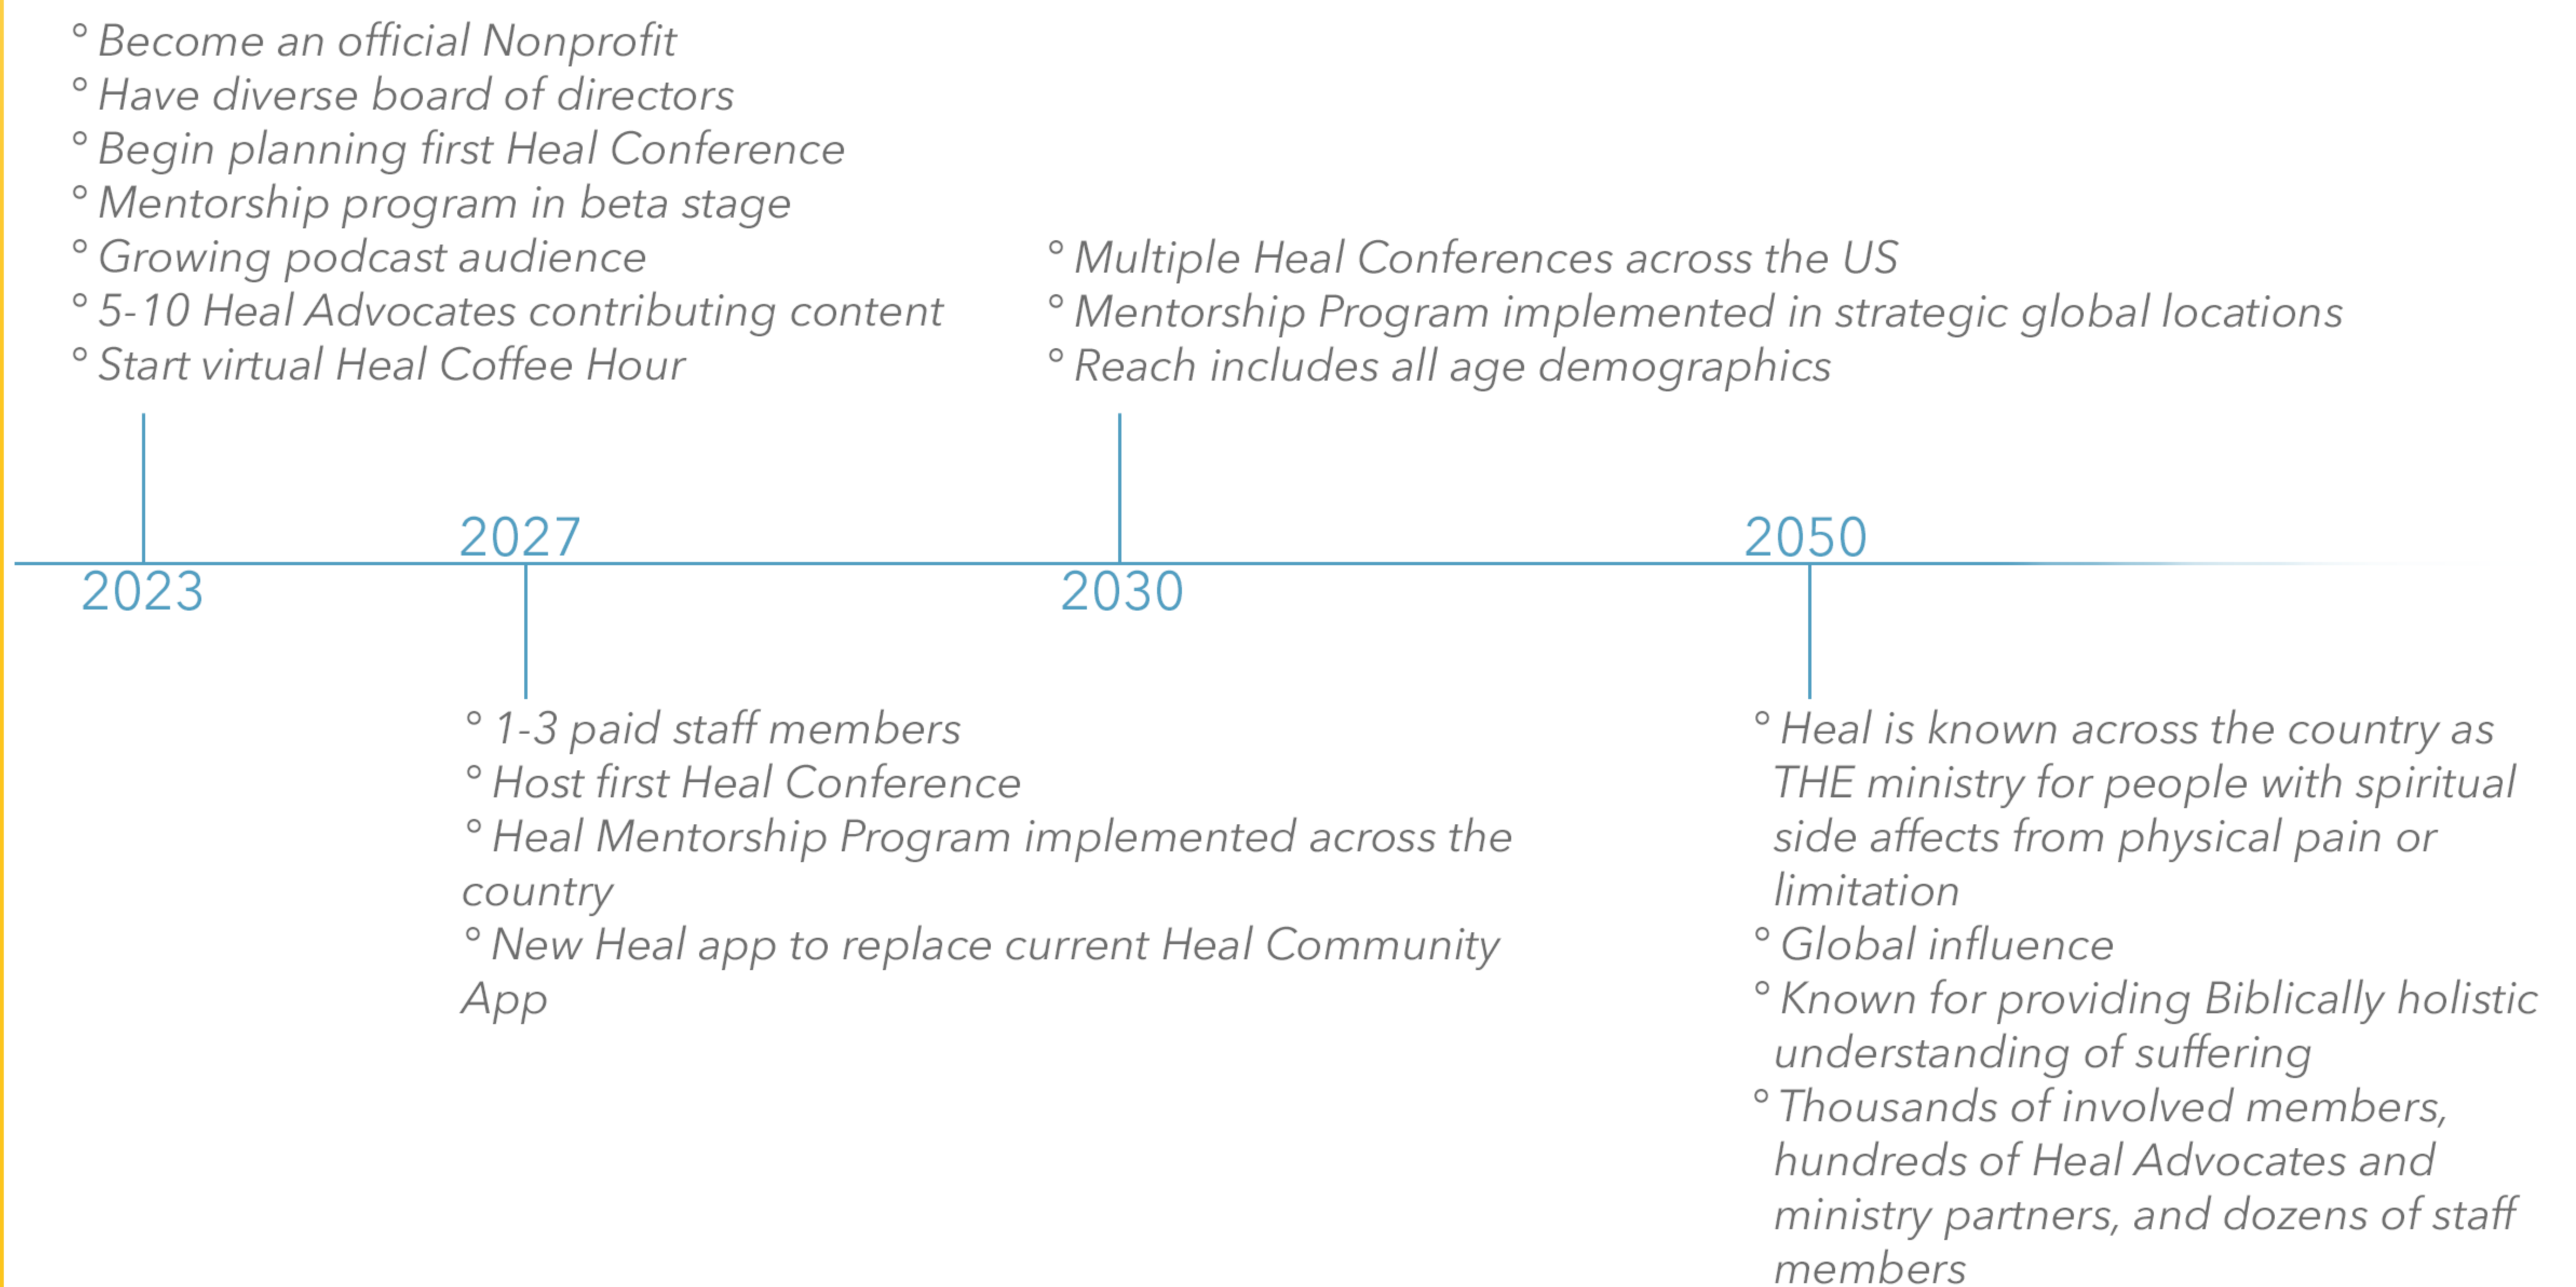 ° Become an official Nonprofit
° Have diverse board of directors
° Begin planning first Heal Conference
° Mentorship program in beta stage
° Growing podcast audience
° 5-10 Heal Advocates contributing content
° Start virtual Heal Coffee Hour
2023
2027
° 1-3 paid staff members
° Host first Heal Conference
° Heal Mentorship Program implemented across the
country
° New Heal app to replace current Heal Community
App
° Multiple Heal Conferences across the US
° Mentorship Program implemented in strategic global locations
° Reach includes all age demographics
2030
2050
° Heal is known across the country as
THE ministry for people with spiritual
side affects from physical pain or
limitation
° Global influence
° Known for providing Biblically holistic
understanding of suffering
° Thousands of involved members,
hundreds of Heal Advocates and
ministry partners, and dozens of staff
members